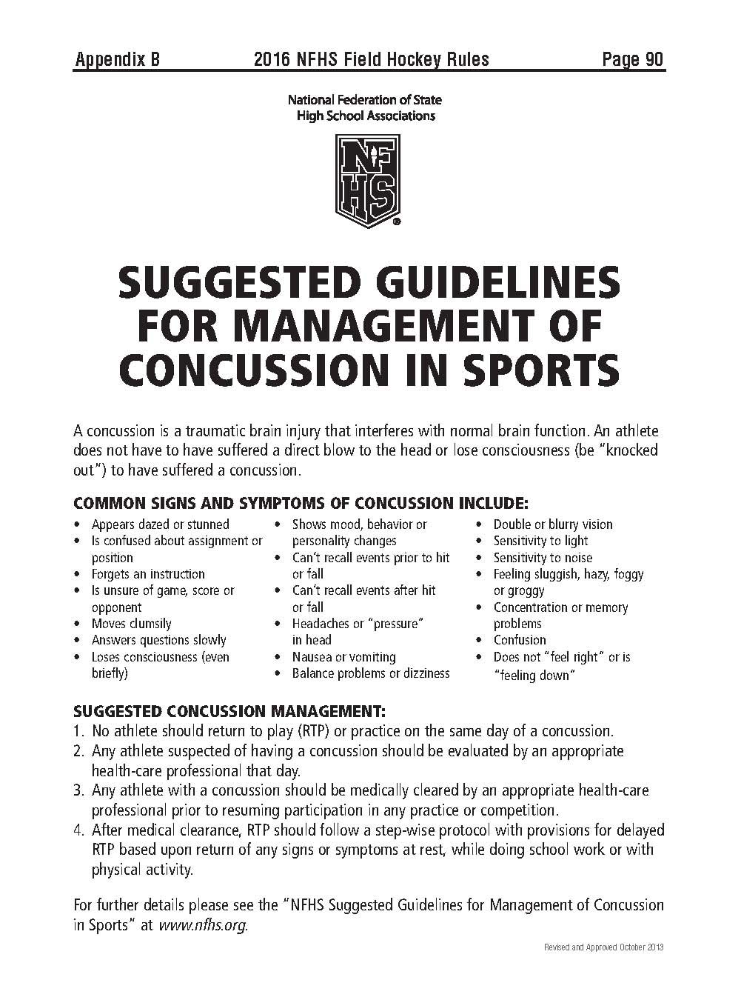 Appendix B 2016 NFHS Field Hockey Rules Page 90
National Federation of State
High School Associations
NF
HS
®
SUGGESTED GUIDELINES
FOR MANAGEMENT OF
CONCUSSION IN SPORTS
A concussion is a traumatic brain injury that interferes with normal brain function. An athlete
does not have to have suffered a direct blow to the head or lose consciousness (be “knocked
out”) to have suffered a concussion.
COMMON SIGNS AND SYMPTOMS OF CONCUSSION INCLUDE:
• Appears dazed or stunned
• Is confused about assignment or
position
• Forgets an instruction
• Is unsure of game, score or
opponent
• Moves clumsily
• Answers questions slowly
• Loses consciousness (even
briefly)
• Shows mood, behavior or
personality changes
• Can’t recall events prior to hit
or fall
• Can’t recall events after hit
or fall
• Headaches or “pressure”
in head
• Nausea or vomiting
• Balance problems or dizziness
• Double or blurry vision
• Sensitivity to light
• Sensitivity to noise
• Feeling sluggish, hazy, foggy
or groggy
• Concentration or memory
problems
• Confusion
• Does not “feel right” or is
“feeling down”
SUGGESTED CONCUSSION MANAGEMENT:
1. No athlete should return to play (RTP) or practice on the same day of a concussion.
2. Any athlete suspected of having a concussion should be evaluated by an appropriate
health-care professional that day.
3. Any athlete with a concussion should be medically cleared by an appropriate health-care
professional prior to resuming participation in any practice or competition.
4. After medical clearance, RTP should follow a step-wise protocol with provisions for delayed
RTP based upon return of any signs or symptoms at rest, while doing school work or with
physical activity.
For further details please see the “NFHS Suggested Guidelines for Management of Concussion
in Sports” at www.nfhs.org.
Revised and Approved October 2013